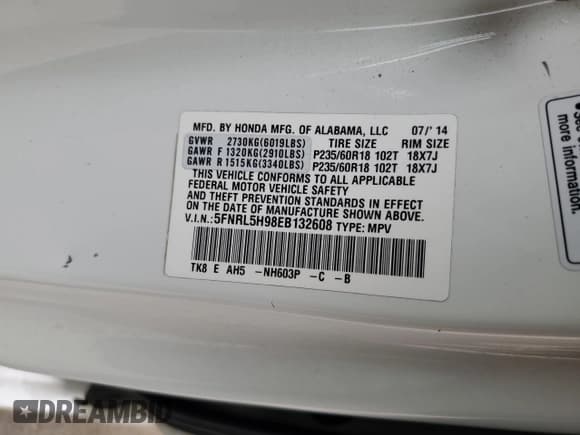 MFD. BY HONDA MFG. OF ALABAMA, LLC 07/'14
GVWR 2730KG(6019LBS) TIRE SIZE RIM SIZE
GAWR F 1320KG(2910LBS) P235/60R18 102T 18X7J
GAWR R 1515KG(3340LBS) P235/60R18 102T 18X7J
THIS VEHICLE CONFORMS TO ALL APPLICABLE
FEDERAL MOTOR VEHICLE SAFETY
AND THEFT PREVENTION STANDARDS IN EFFECT
ON THE DATE OF MANUFACTURE SHOWN ABOVE.
V.I.N.: 5FNRL5H98EB132608 TYPE: MPV
TK8 E AH5 -NH603P -C -B
more information.
DREAMBID